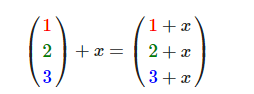 ( 1 ) + x = ( 1 + x )
( 2 ) ( 2 + x )
( 3 ) ( 3 + x )